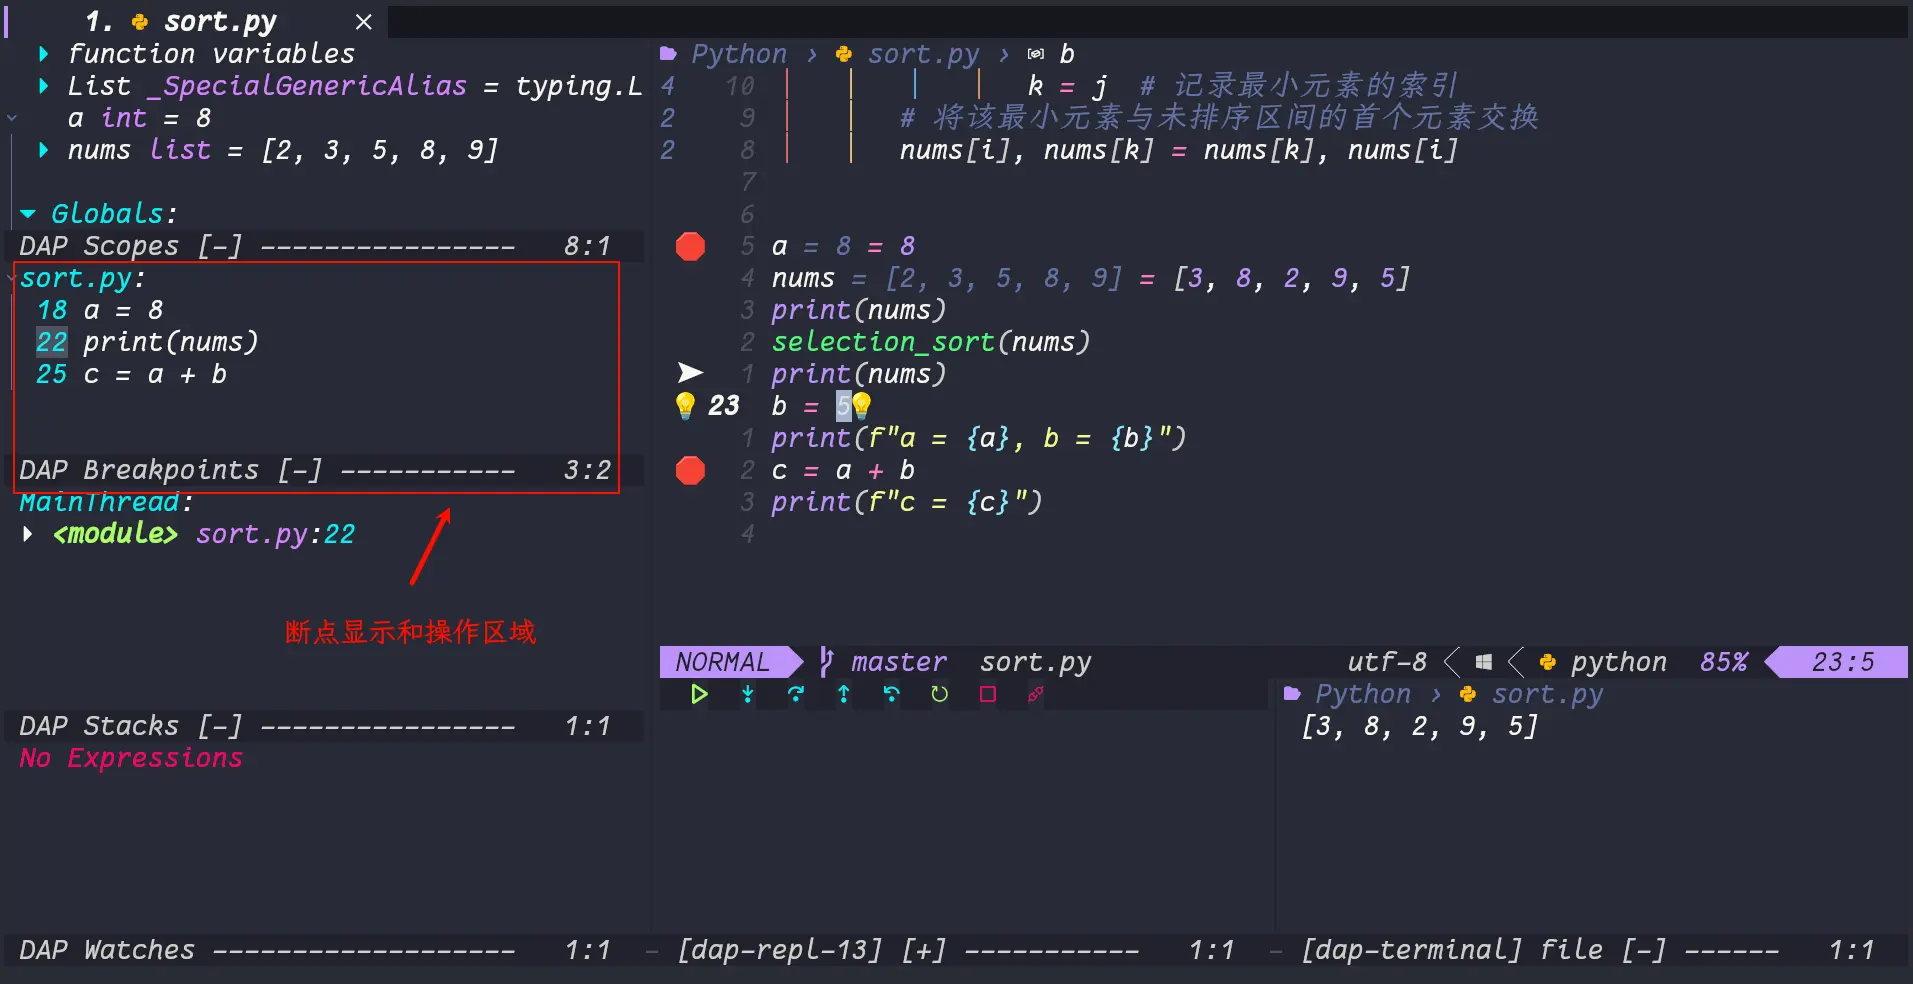 1. sort.py ×
function variables
List _SpecialGenericAlias = typing.L
a int = 8
nums list = [2, 3, 5, 8, 9]
Globals:
DAP Scopes [-] ---------------- 8:1
sort.py:
18 a = 8
22 print(nums)
25 c = a + b
DAP Breakpoints [-] ----------- 3:2
MainThread:
<module> sort.py:22
断点显示和操作区域
DAP Stacks [-] ---------------- 1:1
No Expressions
DAP Watches ------------------- 1:1
Python › sort.py › b
4 10 k = j # 记录最小元素的索引
2 9 # 将该最小元素与未排序区间的首个元素交换
2 8 nums[i], nums[k] = nums[k], nums[i]
7
6
5 a = 8 = 8
4 nums = [2, 3, 5, 8, 9] = [3, 8, 2, 9, 5]
3 print(nums)
2 selection_sort(nums)
1 print(nums)
23 b = 5
1 print(f"a = {a}, b = {b}")
2 c = a + b
3 print(f"c = {c}")
4
NORMAL master sort.py utf-8 python 85% 23:5
Python › sort.py
[3, 8, 2, 9, 5]
- [dap-repl-13] [+] ----------- 1:1
- [dap-terminal] file [-] ------ 1:1